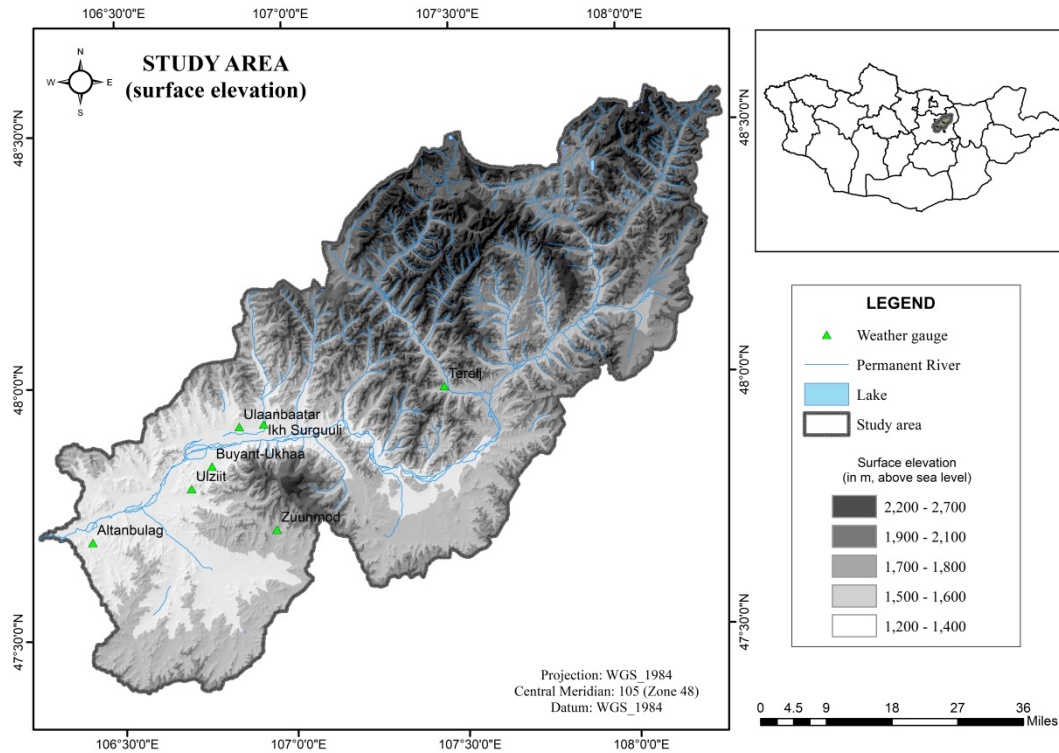 106°30'0"E 107°0'0"E 107°30'0"E 108°0'0"E
N
W E
S
STUDY AREA
(surface elevation)
48°30'0"N
48°0'0"N
47°30'0"N
48°30'0"N
48°0'0"N
47°30'0"N
Terelj
Ulaanbaatar
Ikh Surguuli
Buyant-Ukhaa
Ulziit
Zuunmod
Altanbulag
Projection: WGS_1984
Central Meridian: 105 (Zone 48)
Datum: WGS_1984
106°30'0"E 107°0'0"E 107°30'0"E 108°0'0"E
LEGEND
Weather gauge
Permanent River
Lake
Study area
Surface elevation
(in m, above sea level)
2,200 - 2,700
1,900 - 2,100
1,700 - 1,800
1,500 - 1,600
1,200 - 1,400
0 4.5 9 18 27 36
Miles